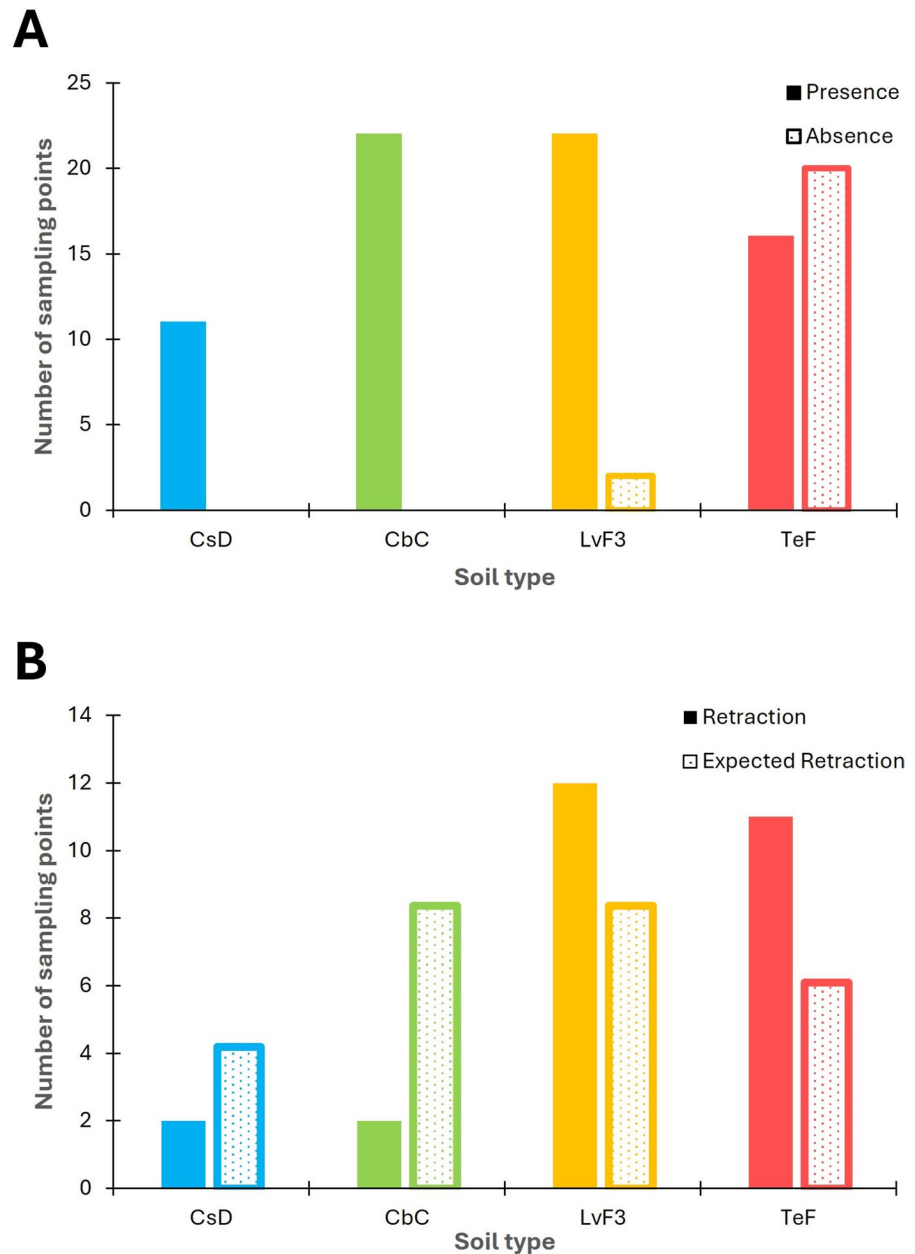 A
25
20
15
10
5
0
Number of sampling points
Presence
Absence
CsD CbC LvF3 TeF
Soil type
B
14
12
10
8
6
4
2
0
Number of sampling points
Retraction
Expected Retraction
CsD CbC LvF3 TeF
Soil type